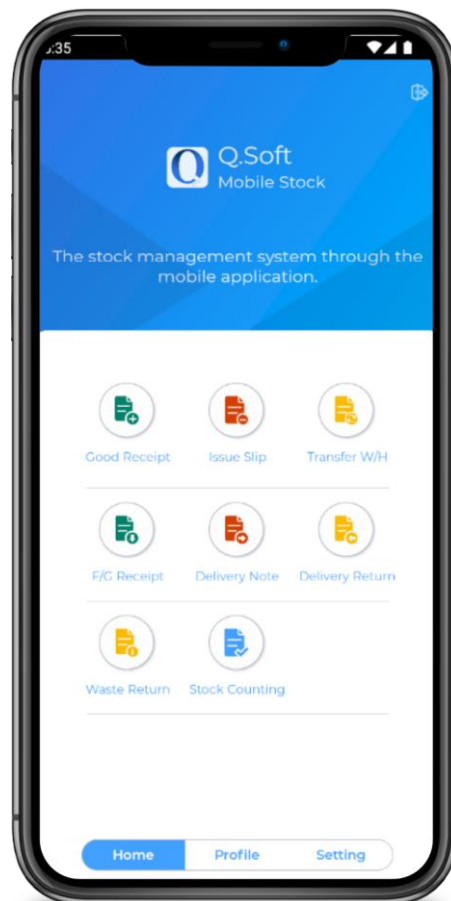 :35
Q
Q.Soft
Mobile Stock
The stock management system through the
mobile application.
Good Receipt
Issue Slip
Transfer W/H
F/G Receipt
Delivery Note
Delivery Return
Waste Return
Stock Counting
Home
Profile
Setting